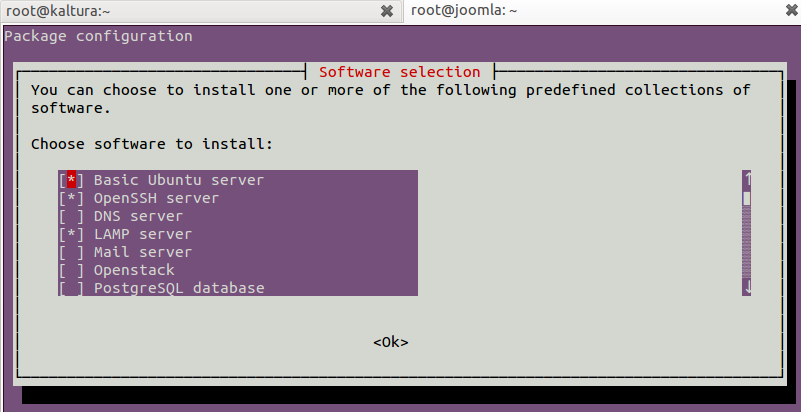 root@kaltura:~
root@joomla: ~
Package configuration
Software selection
You can choose to install one or more of the following predefined collections of
software.
Choose software to install:
[*] Basic Ubuntu server
[*] OpenSSH server
[ ] DNS server
[*] LAMP server
[ ] Mail server
[ ] Openstack
[ ] PostgreSQL database
<Ok>